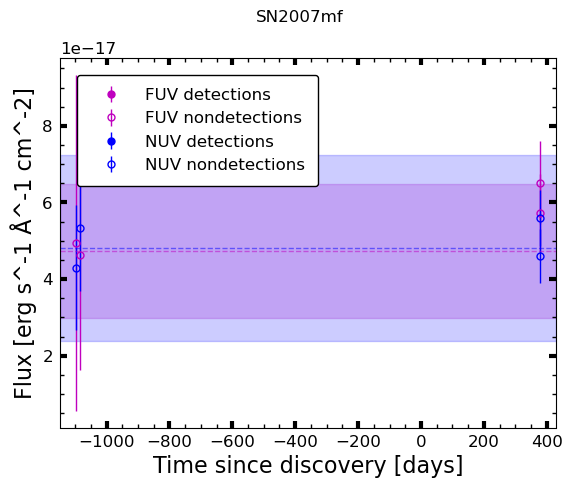 SN2007mf
1e−17
FUV detections
FUV nondetections
NUV detections
NUV nondetections
8
6
4
2
Flux [erg s^-1 Å^-1 cm^-2]
−1000 −800 −600 −400 −200 0 200 400
Time since discovery [days]